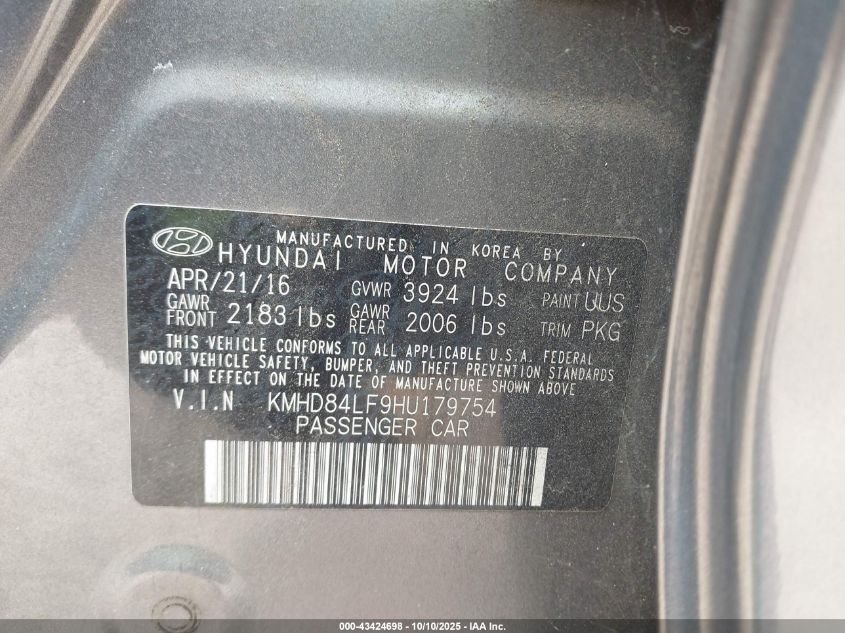 MANUFACTURED IN KOREA BY
HYUNDAI MOTOR COMPANY
APR/21/16 GVWR 3924 lbs PAINT UUS
GAWR FRONT 2183 lbs GAWR REAR 2006 lbs TRIM PKG
THIS VEHICLE CONFORMS TO ALL APPLICABLE U.S.A. FEDERAL
MOTOR VEHICLE SAFETY, BUMPER, AND THEFT PREVENTION STANDARDS
IN EFFECT ON THE DATE OF MANUFACTURE SHOWN ABOVE
V.I.N KMHD84LF9HU179754
PASSENGER CAR
000-43424698 - 10/10/2025 - IAA Inc.